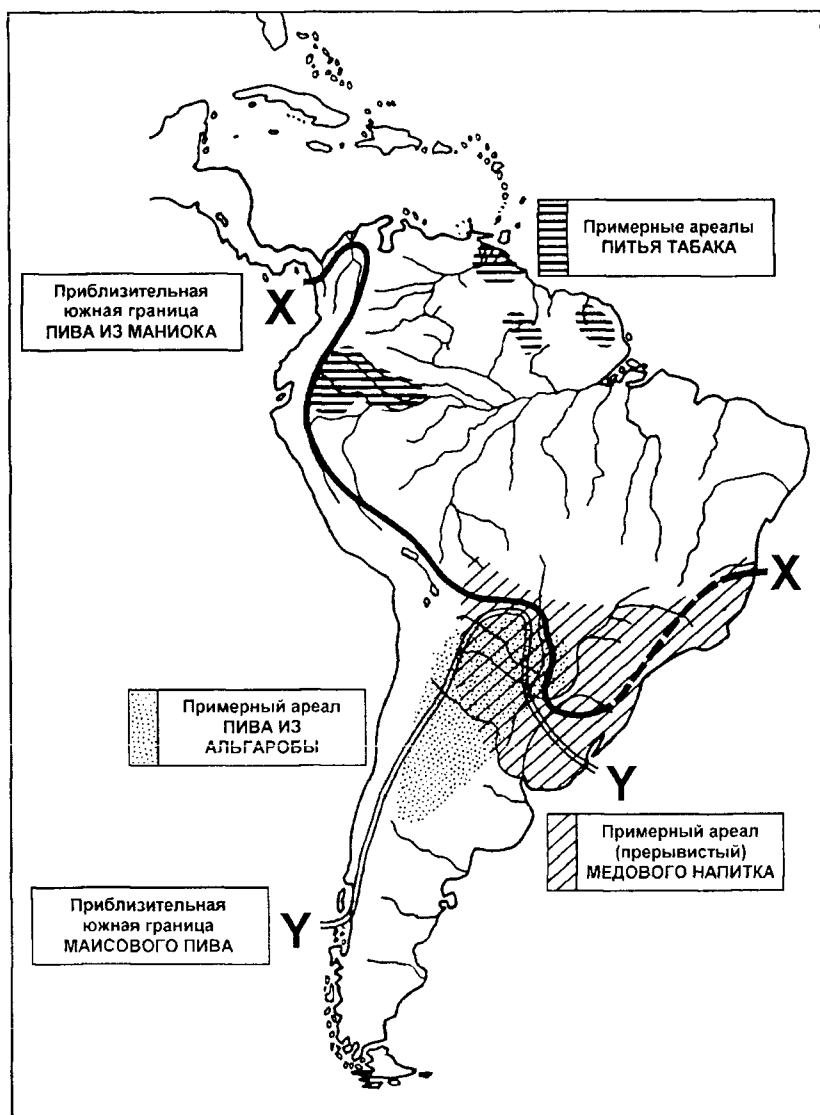 Примерные ареалы
ПИТЬЯ ТАБАКА
Приблизительная
южная граница
ПИВА ИЗ МАНИОКА
X
X
Примерный ареал
ПИВА ИЗ
АЛЬГАРОБЫ
Y
Примерный ареал
(прерывистый)
МЕДОВОГО НАПИТКА
Приблизительная
южная граница
МАИСОВОГО ПИВА
Y